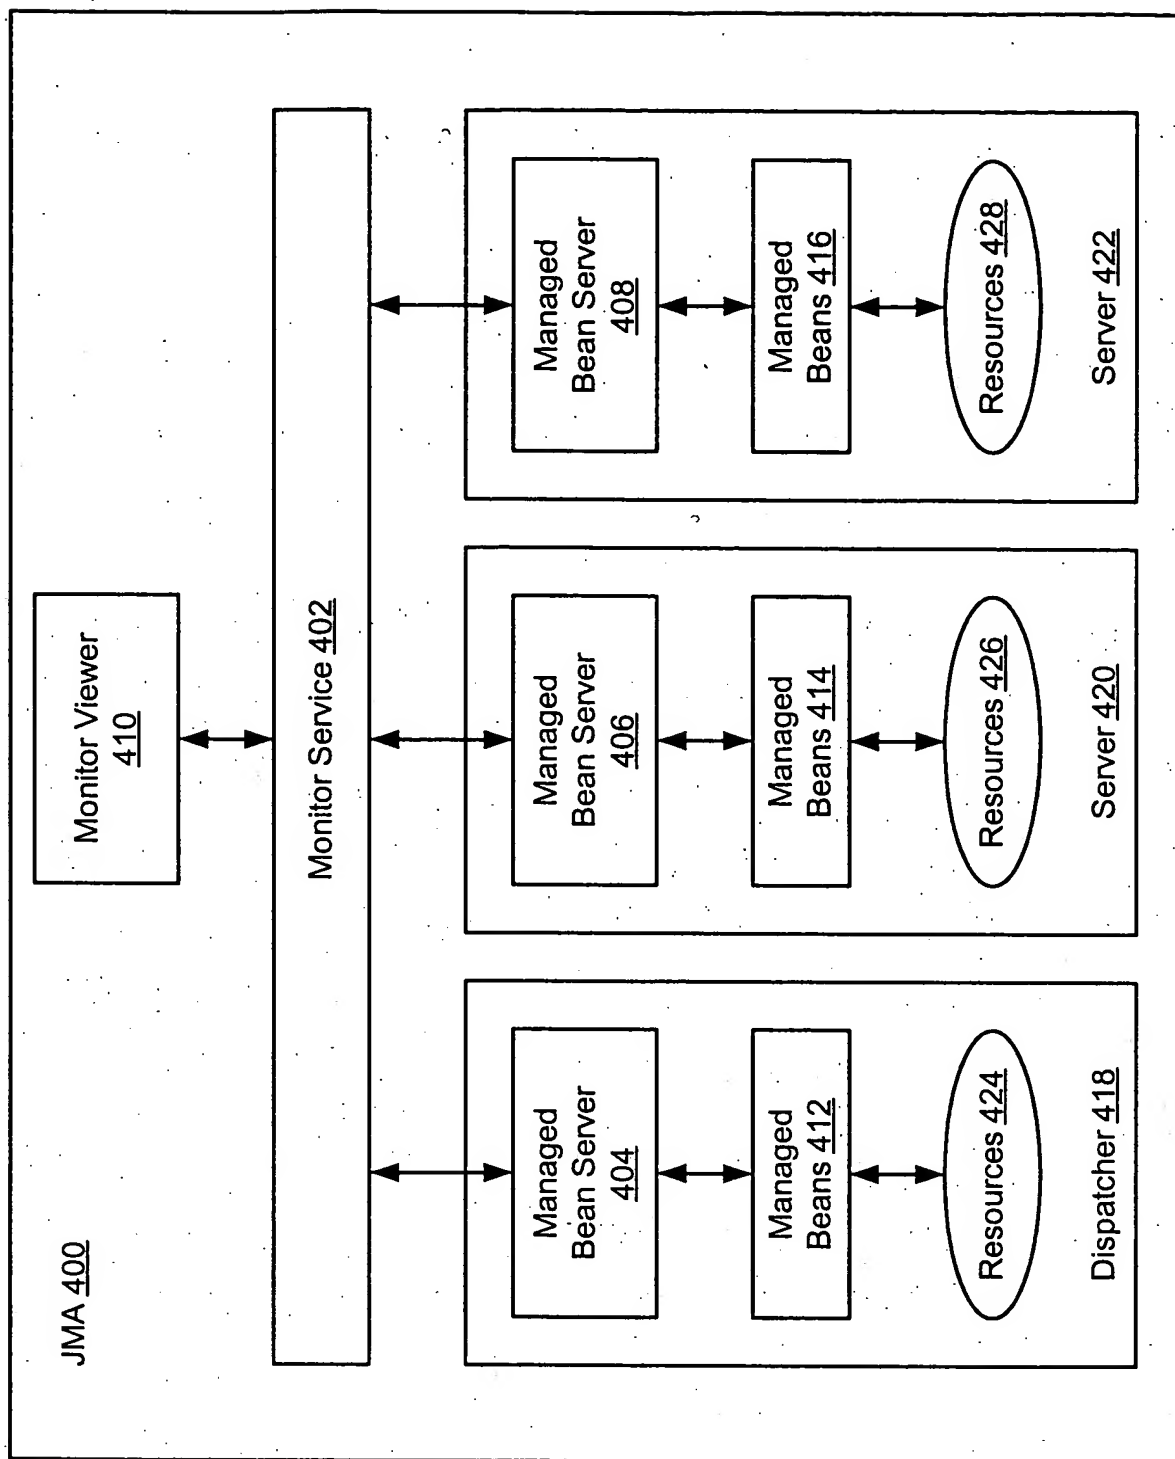 JMA 400
Monitor Viewer
410
Monitor Service 402
Managed
Bean Server
404
Managed
Beans 412
Resources 424
Dispatcher 418
Managed
Bean Server
406
Managed
Beans 414
Resources 426
Server 420
Managed
Bean Server
408
Managed
Beans 416
Resources 428
Server 422